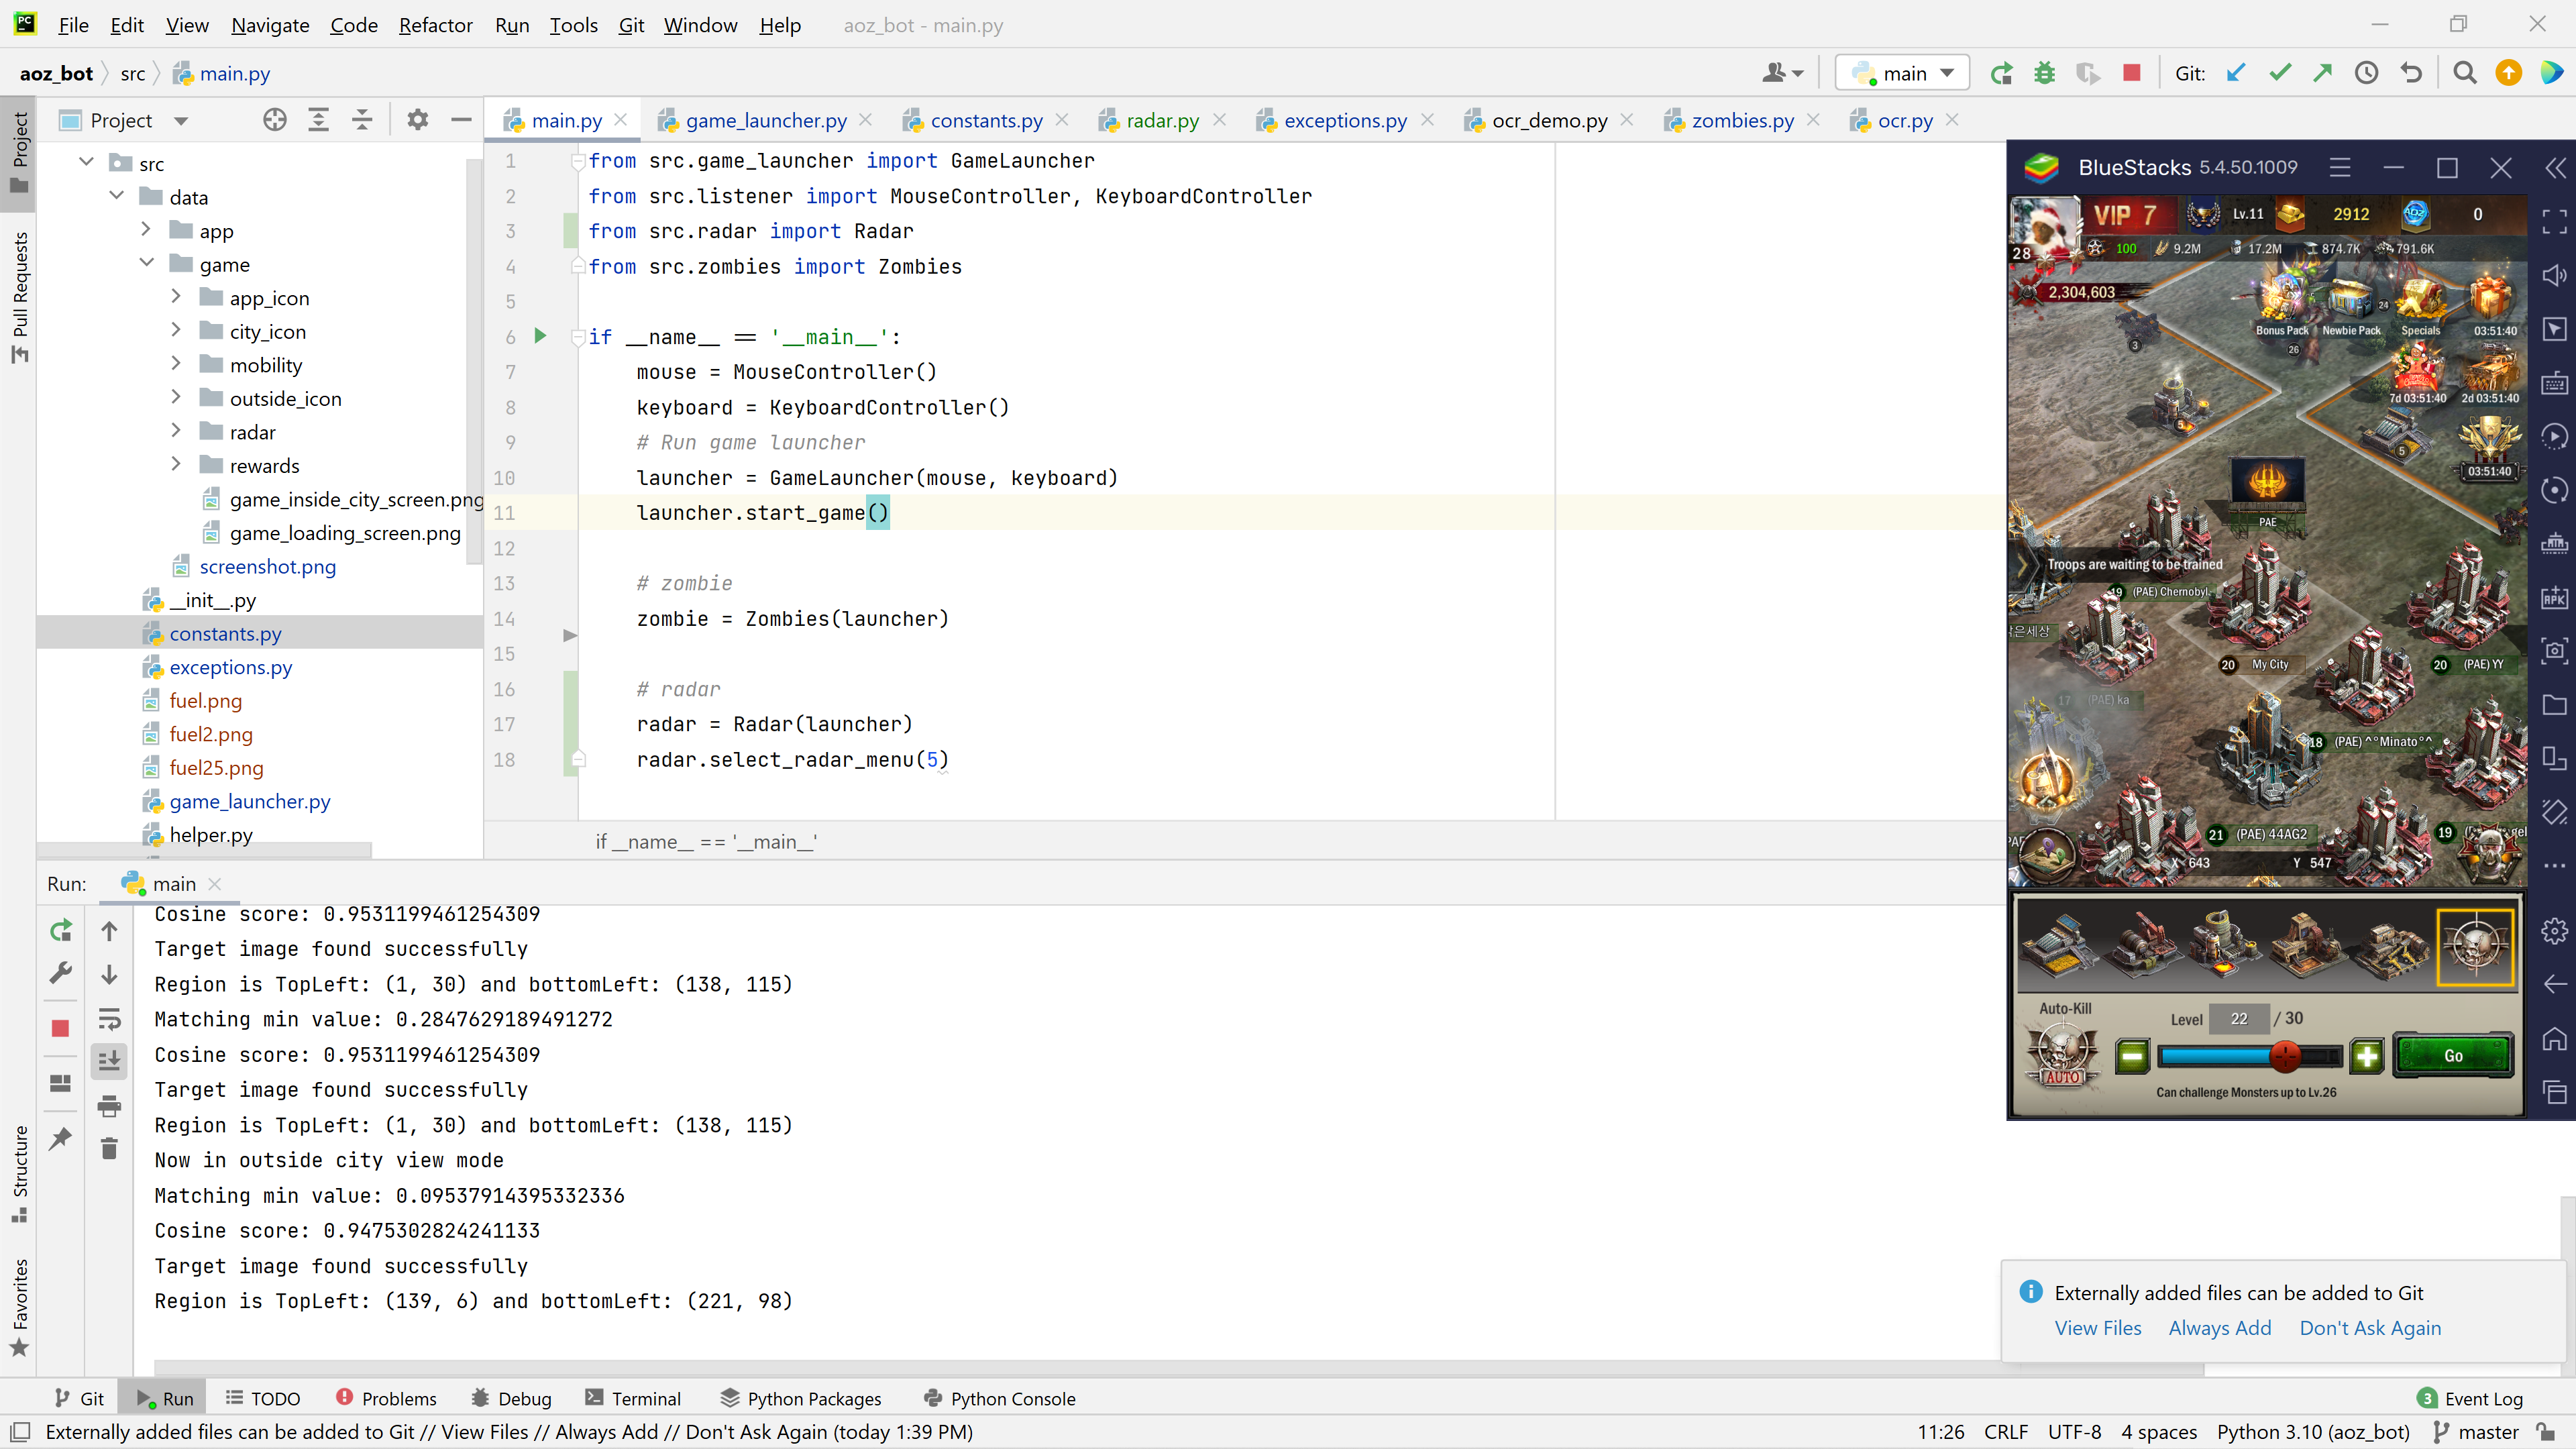 File Edit View Navigate Code Refactor Run Tools Git Window Help aoz_bot - main.py
aoz_bot src main.py
main Git:
Project
main.py game_launcher.py constants.py radar.py exceptions.py ocr_demo.py zombies.py ocr.py
Project
Pull Requests
Structure
Favorites
src
data
app
game
app_icon
city_icon
mobility
outside_icon
radar
rewards
game_inside_city_screen.png
game_loading_screen.png
screenshot.png
__init__.py
constants.py
exceptions.py
fuel.png
fuel2.png
fuel25.png
game_launcher.py
helper.py
1 from src.game_launcher import GameLauncher
2 from src.listener import MouseController, KeyboardController
3 from src.radar import Radar
4 from src.zombies import Zombies
5
6 if __name__ == '__main__':
7 mouse = MouseController()
8 keyboard = KeyboardController()
9 # Run game launcher
10 launcher = GameLauncher(mouse, keyboard)
11 launcher.start_game()
12
13 # zombie
14 zombie = Zombies(launcher)
15
16 # radar
17 radar = Radar(launcher)
18 radar.select_radar_menu(5)
if __name__ == '__main__'
BlueStacks 5.4.50.1009
VIP 7 Lv.11 2912 0
28 100 9.2M 17.2M 874.7K 791.6K
2,304,603
24
Bonus Pack Newbie Pack Specials 03:51:40
3
26
7d 03:51:40 2d 03:51:40
5
5
03:51:40
PAE
Troops are waiting to be trained
19 (PAE) Chernobyl
은세상
20 My City
20 (PAE) YY
17 (PAE) ka
18 (PAE) ^°Minato°^
21 (PAE) 44AG2
19
X 643 Y 547
Auto-Kill
AUTO
Level 22 / 30
Go
Can challenge Monsters up to Lv.26
Run: main
Cosine score: 0.9531199461254309
Target image found successfully
Region is TopLeft: (1, 30) and bottomLeft: (138, 115)
Matching min value: 0.2847629189491272
Cosine score: 0.9531199461254309
Target image found successfully
Region is TopLeft: (1, 30) and bottomLeft: (138, 115)
Now in outside city view mode
Matching min value: 0.09537914395332336
Cosine score: 0.9475302824241133
Target image found successfully
Region is TopLeft: (139, 6) and bottomLeft: (221, 98)
Externally added files can be added to Git
View Files Always Add Don't Ask Again
Git Run TODO Problems Debug Terminal Python Packages Python Console 3 Event Log
Externally added files can be added to Git // View Files // Always Add // Don't Ask Again (today 1:39 PM) 11:26 CRLF UTF-8 4 spaces Python 3.10 (aoz_bot) master